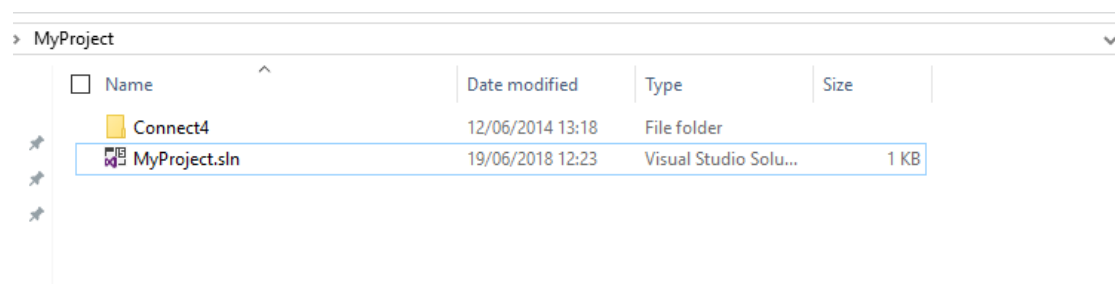 > MyProject
Name Date modified Type Size
Connect4 12/06/2014 13:18 File folder
MyProject.sln 19/06/2018 12:23 Visual Studio Solu... 1 KB